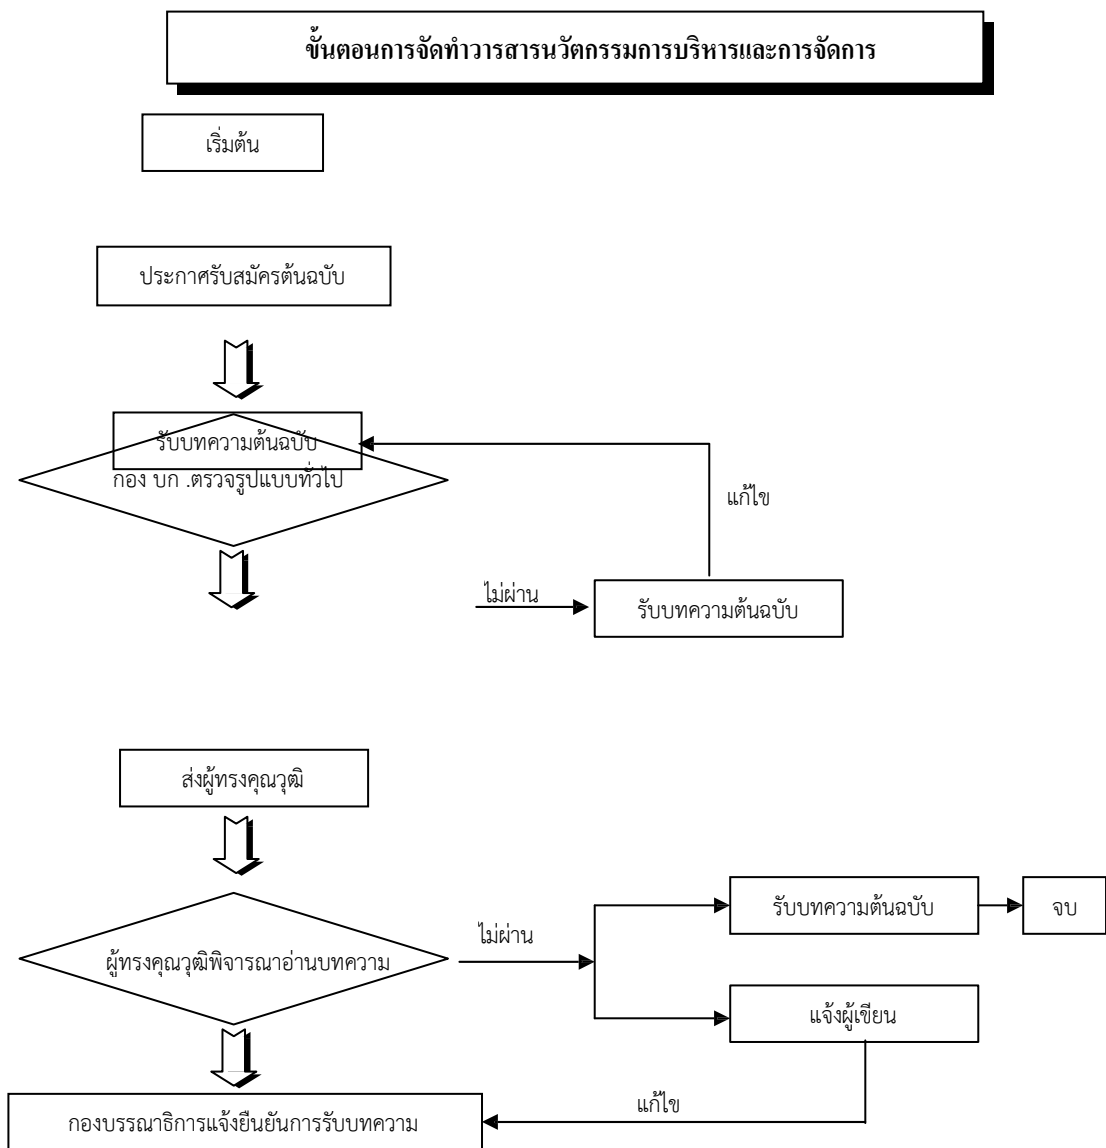 ขั้นตอนการจัดทำวารสารนวัตกรรมการบริหารและการจัดการ
เริ่มต้น
ประกาศรับสมัครต้นฉบับ
รับบทความต้นฉบับ
กอง บก .ตรวจรูปแบบทั่วไป
แก้ไข
ไม่ผ่าน
รับบทความต้นฉบับ
ส่งผู้ทรงคุณวุฒิ
ผู้ทรงคุณวุฒิพิจารณาอ่านบทความ
ไม่ผ่าน
รับบทความต้นฉบับ
จบ
แจ้งผู้เขียน
แก้ไข
กองบรรณาธิการแจ้งยืนยันการรับบทความ